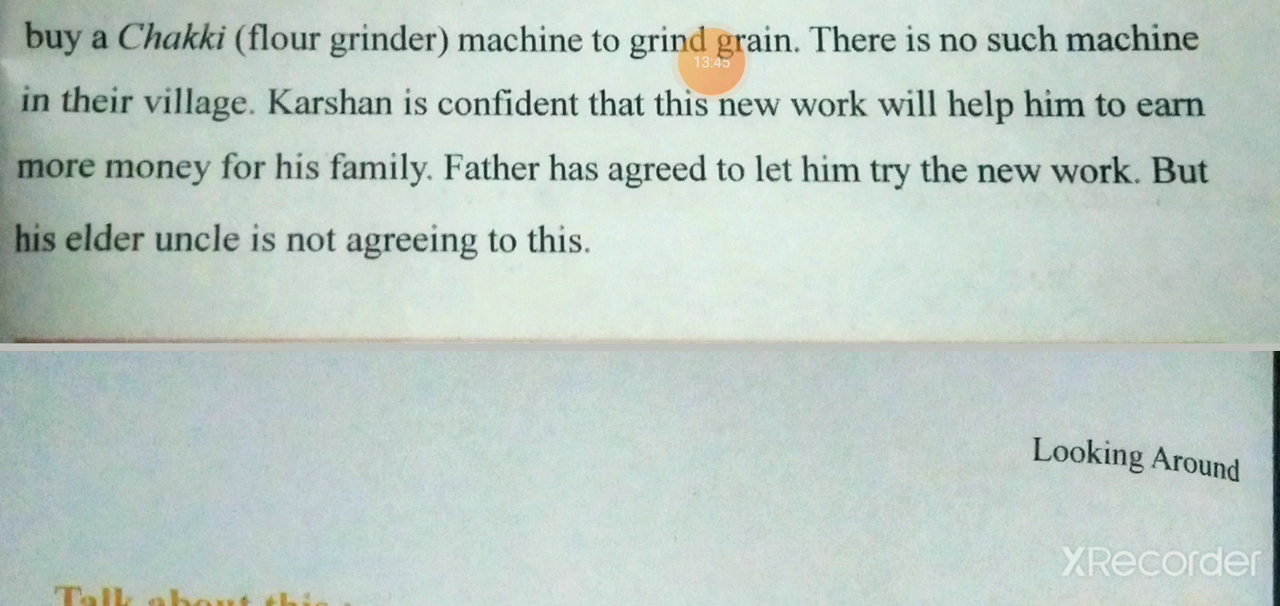 buy a Chakki (flour grinder) machine to grind grain. There is no such machine
13:45
in their village. Karshan is confident that this new work will help him to earn
more money for his family. Father has agreed to let him try the new work. But
his elder uncle is not agreeing to this.
Looking Around
XRecorder
Talk about this